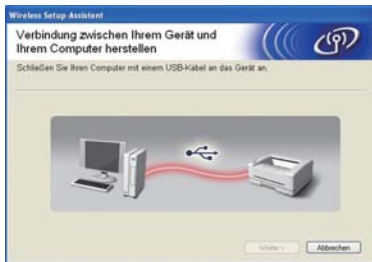 Wireless Setup-Assistent
Verbindung zwischen Ihrem Gerät und
Ihrem Computer herstellen
Schließen Sie Ihren Computer mit einem USB-Kabel an das Gerät an.
Weiter >
Abbrechen